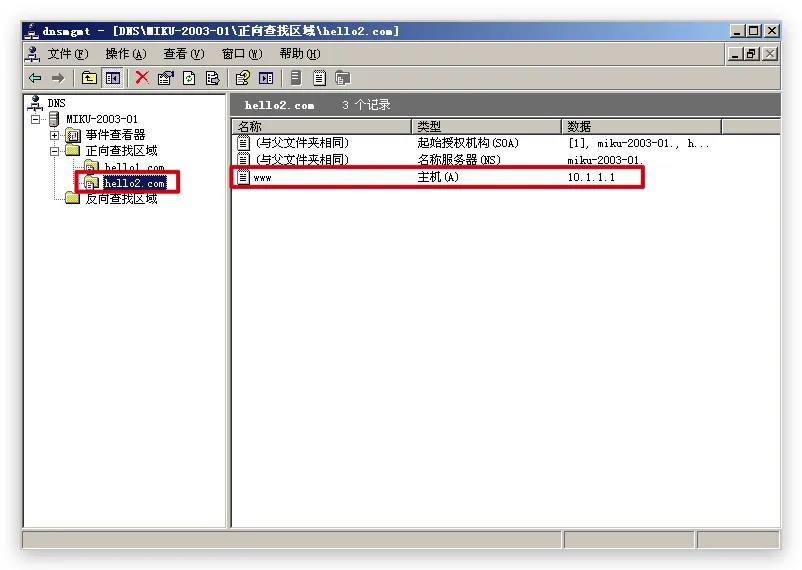 dnsmgmt - [DNS\MIKU-2003-01\正向查找区域\hello2.com]
文件(F) 操作(A) 查看(V) 窗口(W) 帮助(H)
DNS
MIKU-2003-01
事件查看器
正向查找区域
hello1.com
hello2.com
反向查找区域
hello2.com 3 个记录
名称 类型 数据
(与父文件夹相同) 起始授权机构(SOA) [1], miku-2003-01., h...
(与父文件夹相同) 名称服务器(NS) miku-2003-01.
www 主机(A) 10.1.1.1